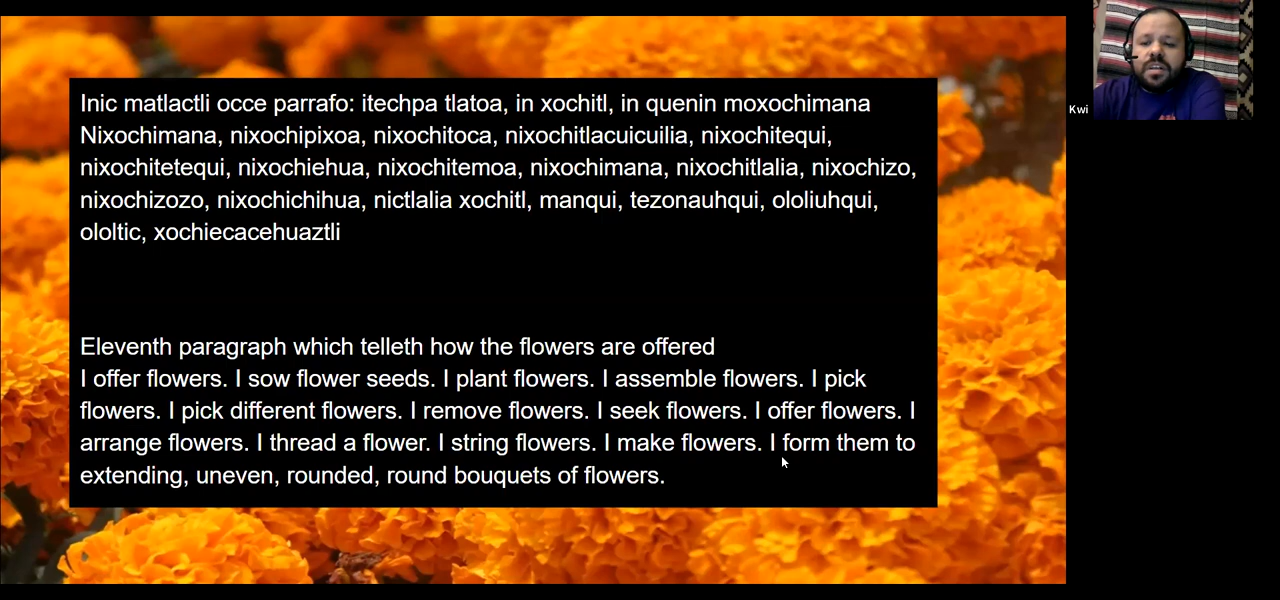 Inic matlactli occe parrafo: itechpa tlatoa, in xochitl, in quenin moxochimana
Nixochimana, nixochipixoa, nixochitoca, nixochitlacuicuilia, nixochitequi,
nixochitetequi, nixochiehua, nixochitemoa, nixochimana, nixochitlalia, nixochizo,
nixochizozo, nixochichihua, nictlalia xochitl, manqui, tezonauhqui, ololiuhqui,
ololtic, xochiecacehuaztli
Eleventh paragraph which telleth how the flowers are offered
I offer flowers. I sow flower seeds. I plant flowers. I assemble flowers. I pick
flowers. I pick different flowers. I remove flowers. I seek flowers. I offer flowers. I
arrange flowers. I thread a flower. I string flowers. I make flowers. I form them to
extending, uneven, rounded, round bouquets of flowers.
Kwi